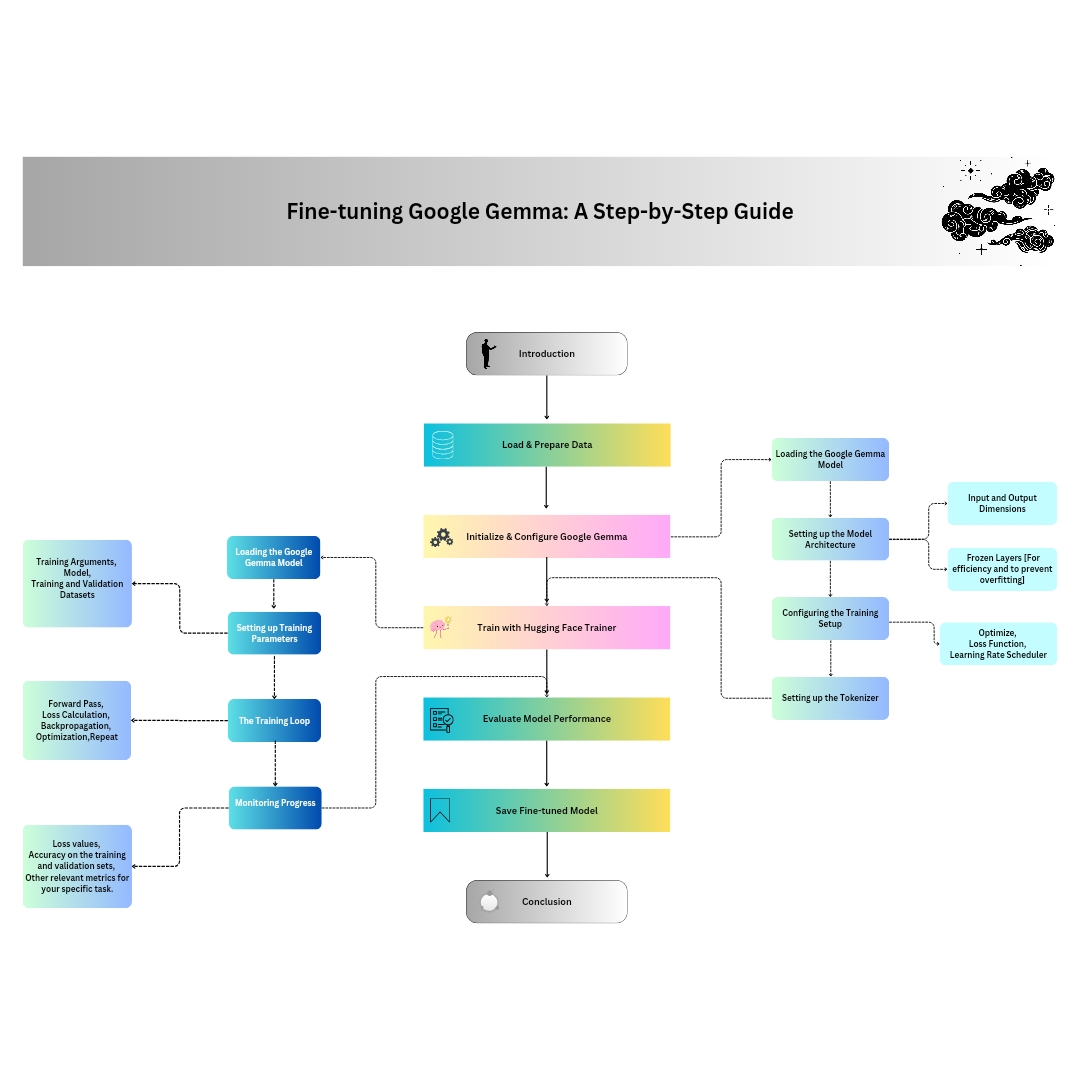 Fine-tuning Google Gemma: A Step-by-Step Guide
Introduction
Load & Prepare Data
Initialize & Configure Google Gemma
Train with Hugging Face Trainer
Evaluate Model Performance
Save Fine-tuned Model
Conclusion
Loading the Google Gemma
Model
Setting up the Model
Architecture
Input and Output
Dimensions
Frozen Layers [For
efficiency and to prevent
overfitting]
Configuring the Training
Setup
Optimize,
Loss Function,
Learning Rate Scheduler
Setting up the Tokenizer
Loading the Google
Gemma Model
Setting up Training
Parameters
Training Arguments,
Model,
Training and Validation
Datasets
The Training Loop
Forward Pass,
Loss Calculation,
Backpropagation,
Optimization,Repeat
Monitoring Progress
Loss values,
Accuracy on the training
and validation sets,
Other relevant metrics for
your specific task.